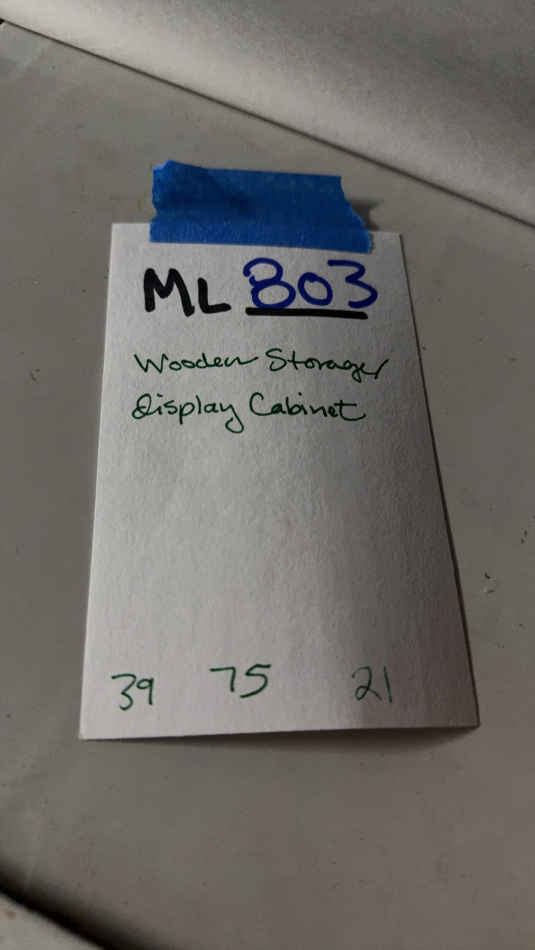 ML 803
Wooden Storage/
Display Cabinet
39 75 21